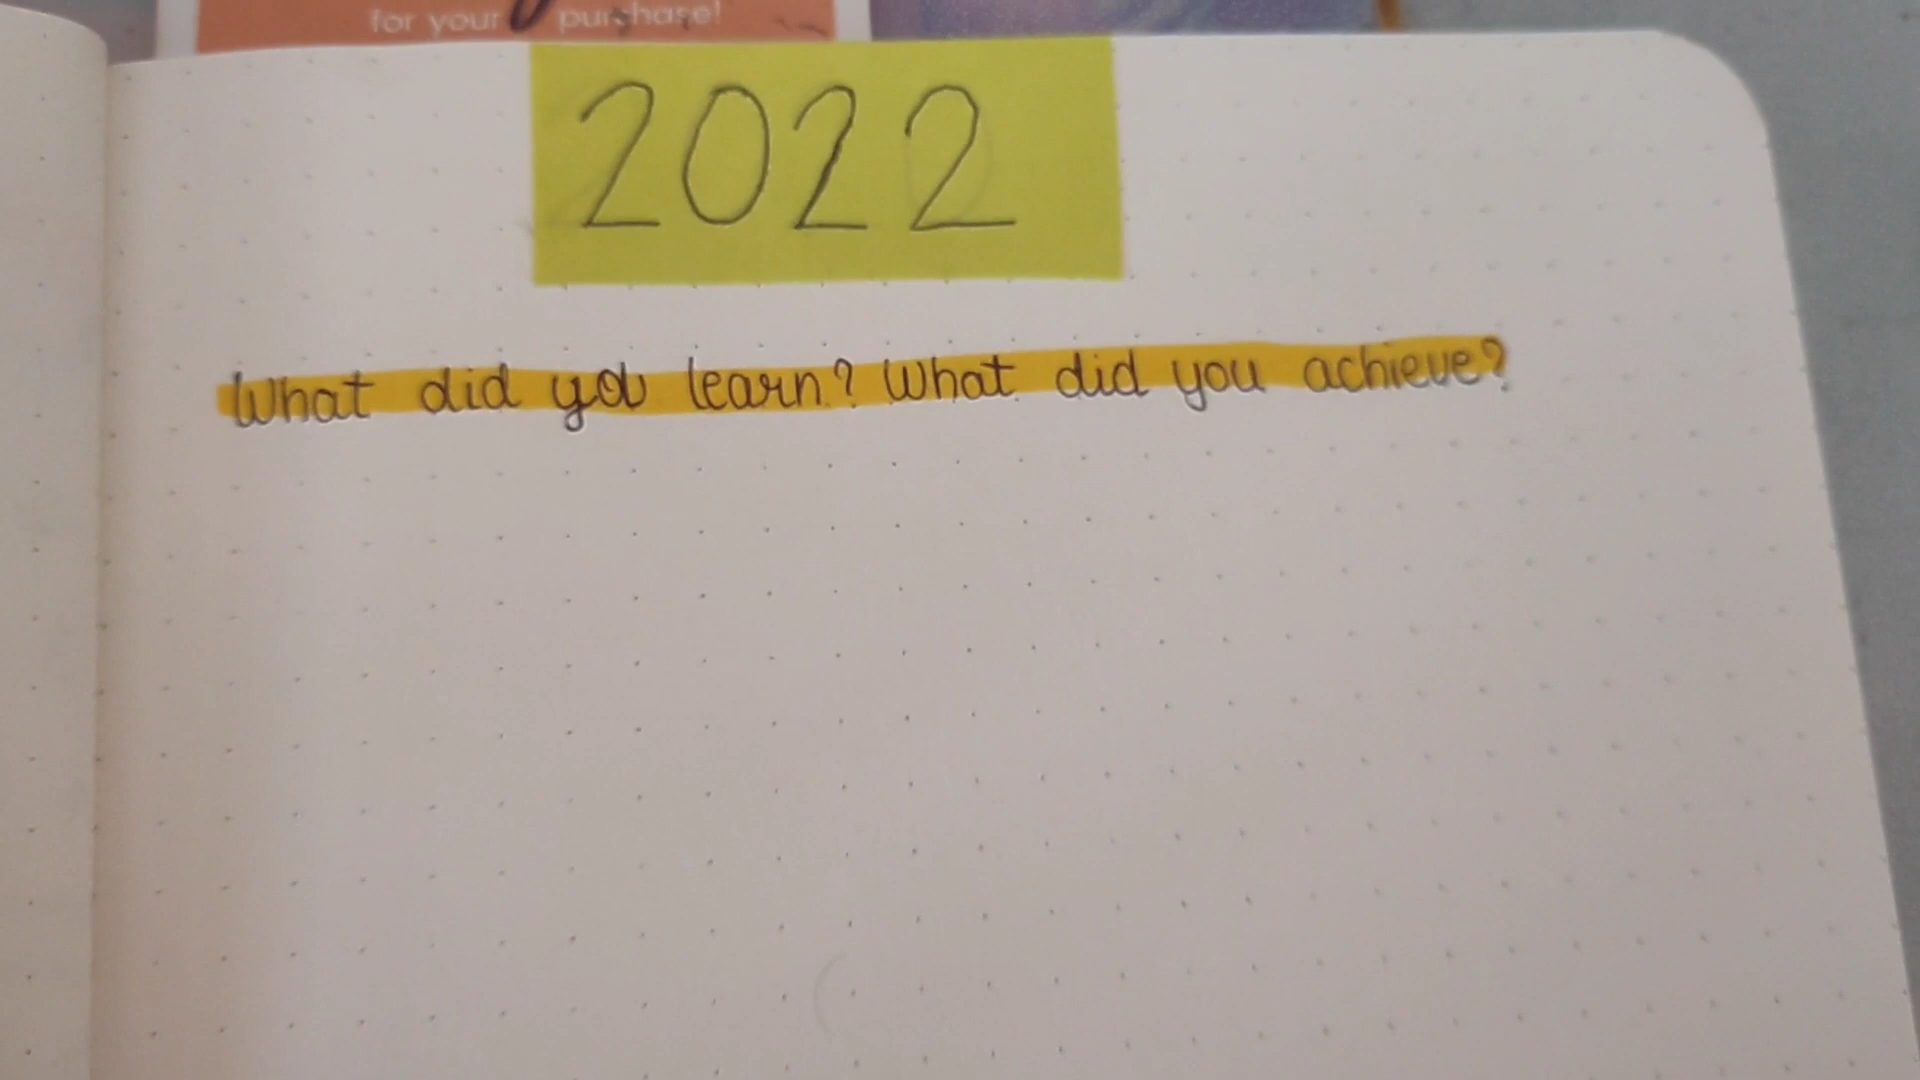 for your purchase!
2022
What did you learn? What did you achieve?